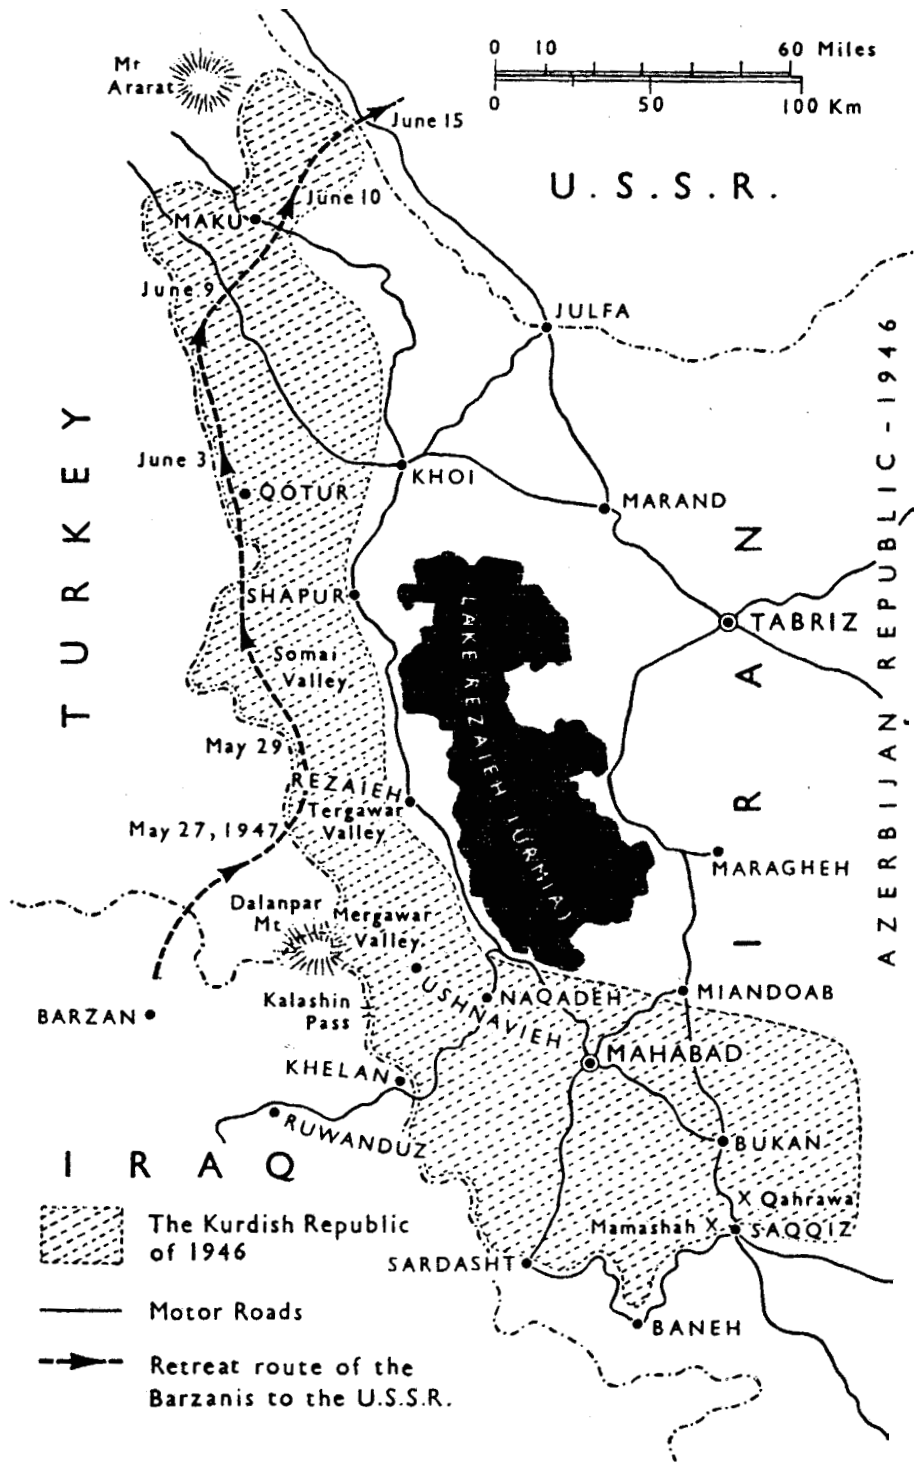 0 10 60 Miles
0 50 100 Km
Mt
Ararat
June 15
U.S.S.R.
June 10
MAKU
June 9
JULFA
TURKEY
June 3
KHOI
QOTUR
MARAND
IRAN
AZERBIJAN REPUBLIC-1946
SHAPUR
TABRIZ
LAKE REZAIEH (URMIA)
Somai
Valley
May 29
REZAIEH
Tergawar
Valley
May 27, 1947
MARAGHEH
Dalanpar
Mt
Mergawar
Valley
USHNAVIEH
NAQADEH
MIANDOAB
Kalashin
Pass
BARZAN
MAHABAD
KHELAN
RUWANDUZ
BUKAN
IRAQ
Qahrawa
Mamashah
SAQQIZ
SARDASHT
BANEH
The Kurdish Republic
of 1946
Motor Roads
Retreat route of the
Barzanis to the U.S.S.R.